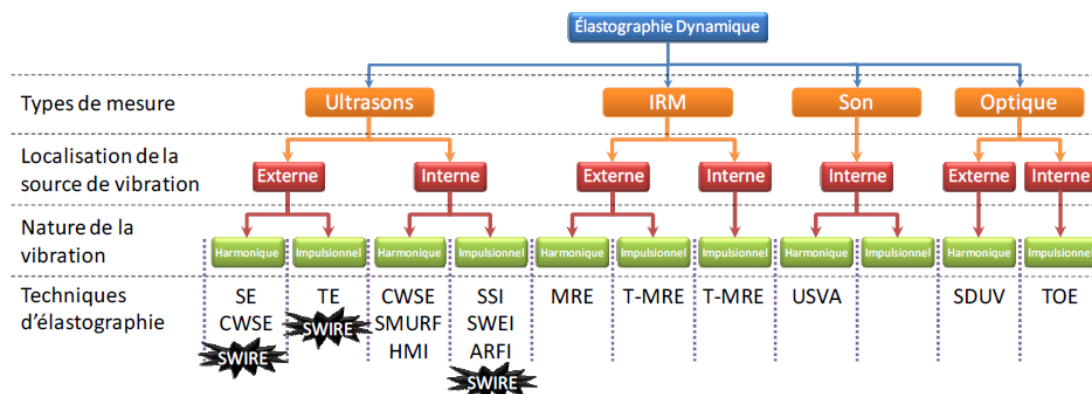 Élastographie Dynamique
Types de mesure
Ultrasons
IRM
Son
Optique
Localisation de la
source de vibration
Externe
Interne
Externe
Interne
Interne
Externe
Interne
Nature de la
vibration
Harmonique
Impulsionnel
Harmonique
Impulsionnel
Harmonique
Impulsionnel
Impulsionnel
Harmonique
Impulsionnel
Harmonique
Impulsionnel
Techniques
d'élastographie
SE
CWSE
SWIRE
TE
SWIRE
CWSE
SMURF
HMI
SSI
SWEI
ARFI
SWIRE
MRE
T-MRE
T-MRE
USVA
SDUV
TOE